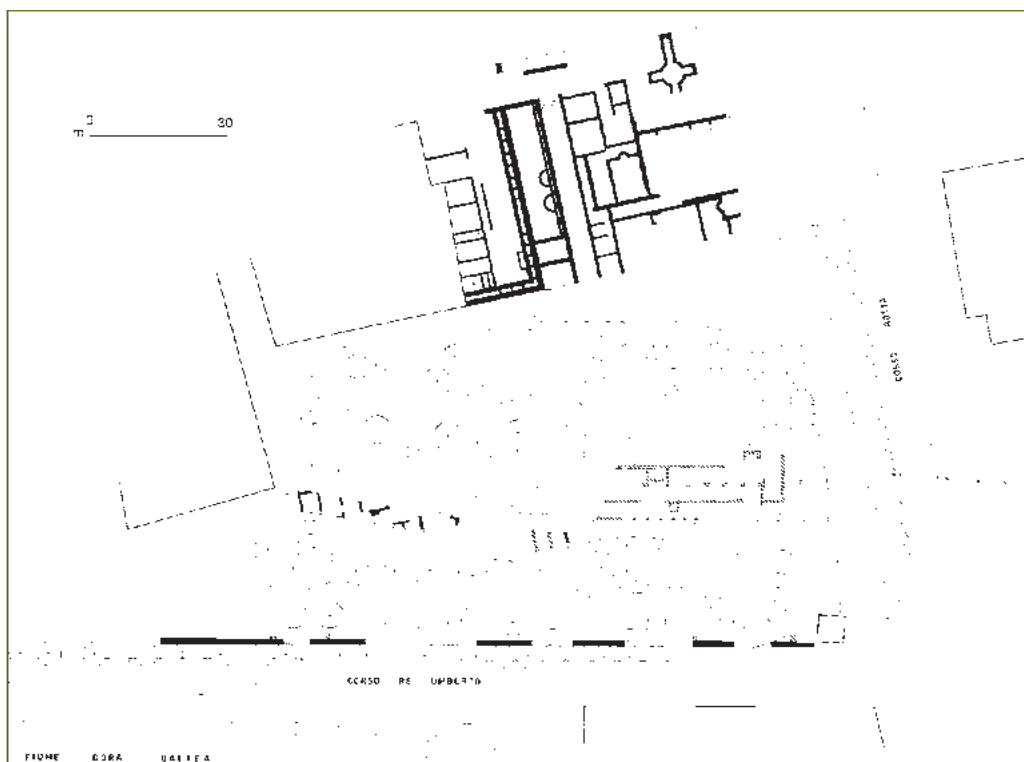 0
m 30
CORSO AOSTA
CORSO RE UMBERTO
FIUME DORA BALTEA